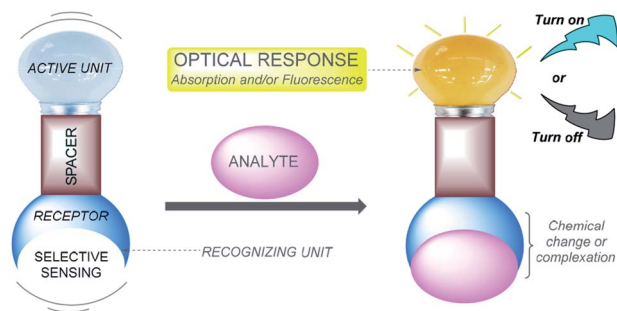 ACTIVE UNIT
SPACER
RECEPTOR
SELECTIVE
SENSING
OPTICAL RESPONSE
Absorption and/or Fluorescence
ANALYTE
RECOGNIZING UNIT
Turn on
or
Turn off
Chemical
change or
complexation